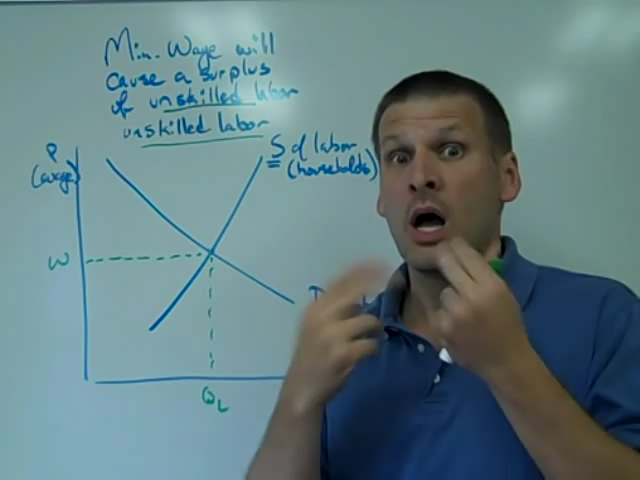 Min. Wage will
cause a surplus
of unskilled labor
unskilled labor
P
(wage)
S of labor
(households)
W
D
QL